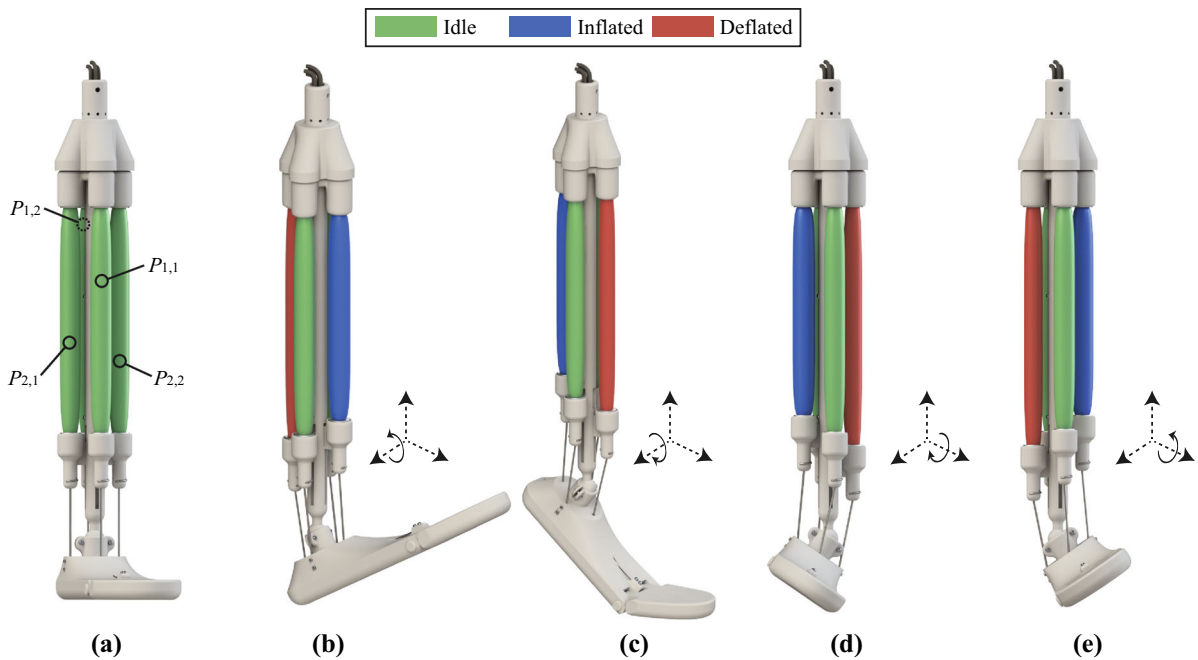 Idle Inflated Deflated
P1,2
P1,1
P2,1
P2,2
(a) (b) (c) (d) (e)